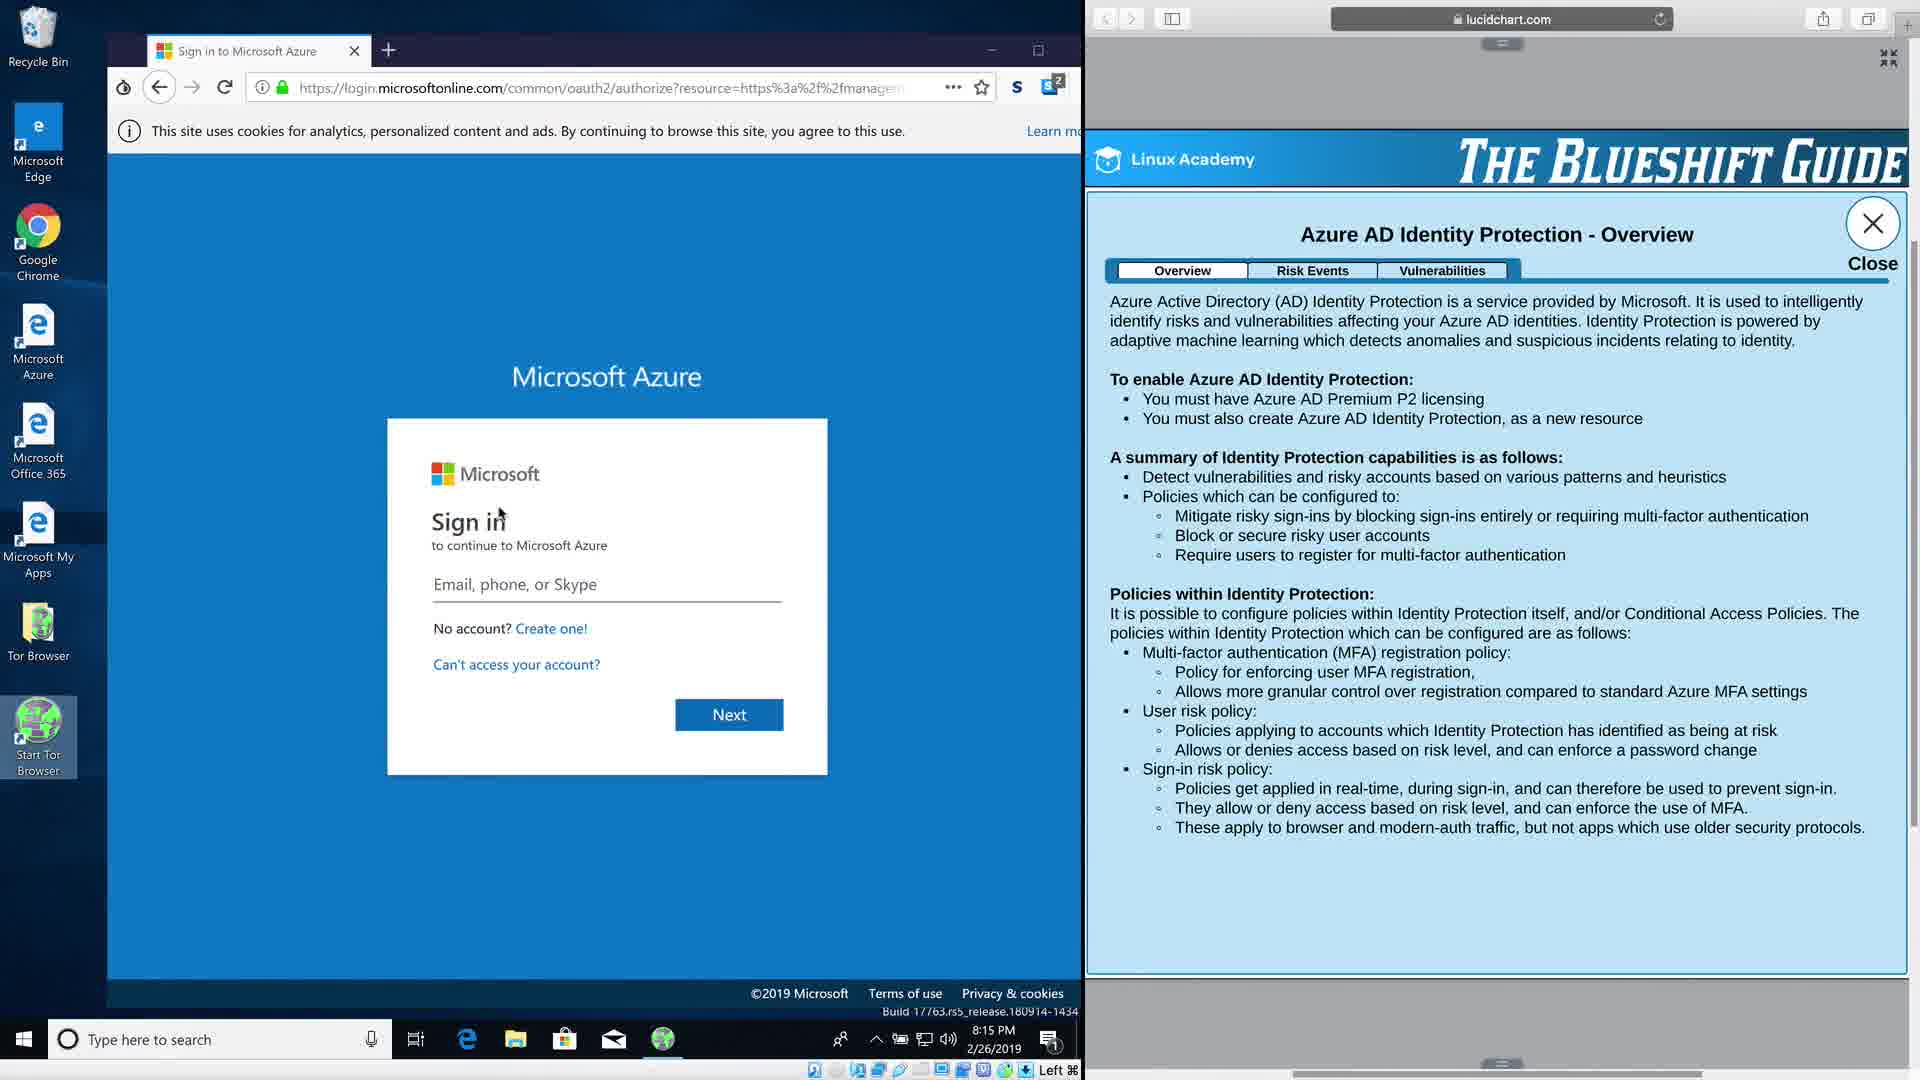 Recycle Bin
Microsoft
Edge
Google
Chrome
Microsoft
Azure
Microsoft
Office 365
Microsoft My
Apps
Tor Browser
Start Tor
Browser
Sign in to Microsoft Azure
https://login.microsoftonline.com/common/oauth2/authorize?resource=https%3a%2f%2fmanagem
S
2
This site uses cookies for analytics, personalized content and ads. By continuing to browse this site, you agree to this use.
Learn mo
Microsoft Azure
Microsoft
Sign in
to continue to Microsoft Azure
Email, phone, or Skype
No account? Create one!
Can't access your account?
Next
©2019 Microsoft Terms of use Privacy & cookies
Build 17763.rs5_release.180914-1434
Type here to search
8:15 PM
2/26/2019
1
Left ⌘
lucidchart.com
Linux Academy
THE BLUESHIFT GUIDE
Azure AD Identity Protection - Overview
Close
Overview Risk Events Vulnerabilities
Azure Active Directory (AD) Identity Protection is a service provided by Microsoft. It is used to intelligently
identify risks and vulnerabilities affecting your Azure AD identities. Identity Protection is powered by
adaptive machine learning which detects anomalies and suspicious incidents relating to identity.
To enable Azure AD Identity Protection:
• You must have Azure AD Premium P2 licensing
• You must also create Azure AD Identity Protection, as a new resource
A summary of Identity Protection capabilities is as follows:
• Detect vulnerabilities and risky accounts based on various patterns and heuristics
• Policies which can be configured to:
◦ Mitigate risky sign-ins by blocking sign-ins entirely or requiring multi-factor authentication
◦ Block or secure risky user accounts
◦ Require users to register for multi-factor authentication
Policies within Identity Protection:
It is possible to configure policies within Identity Protection itself, and/or Conditional Access Policies. The
policies within Identity Protection which can be configured are as follows:
• Multi-factor authentication (MFA) registration policy:
◦ Policy for enforcing user MFA registration,
◦ Allows more granular control over registration compared to standard Azure MFA settings
• User risk policy:
◦ Policies applying to accounts which Identity Protection has identified as being at risk
◦ Allows or denies access based on risk level, and can enforce a password change
• Sign-in risk policy:
◦ Policies get applied in real-time, during sign-in, and can therefore be used to prevent sign-in.
◦ They allow or deny access based on risk level, and can enforce the use of MFA.
◦ These apply to browser and modern-auth traffic, but not apps which use older security protocols.